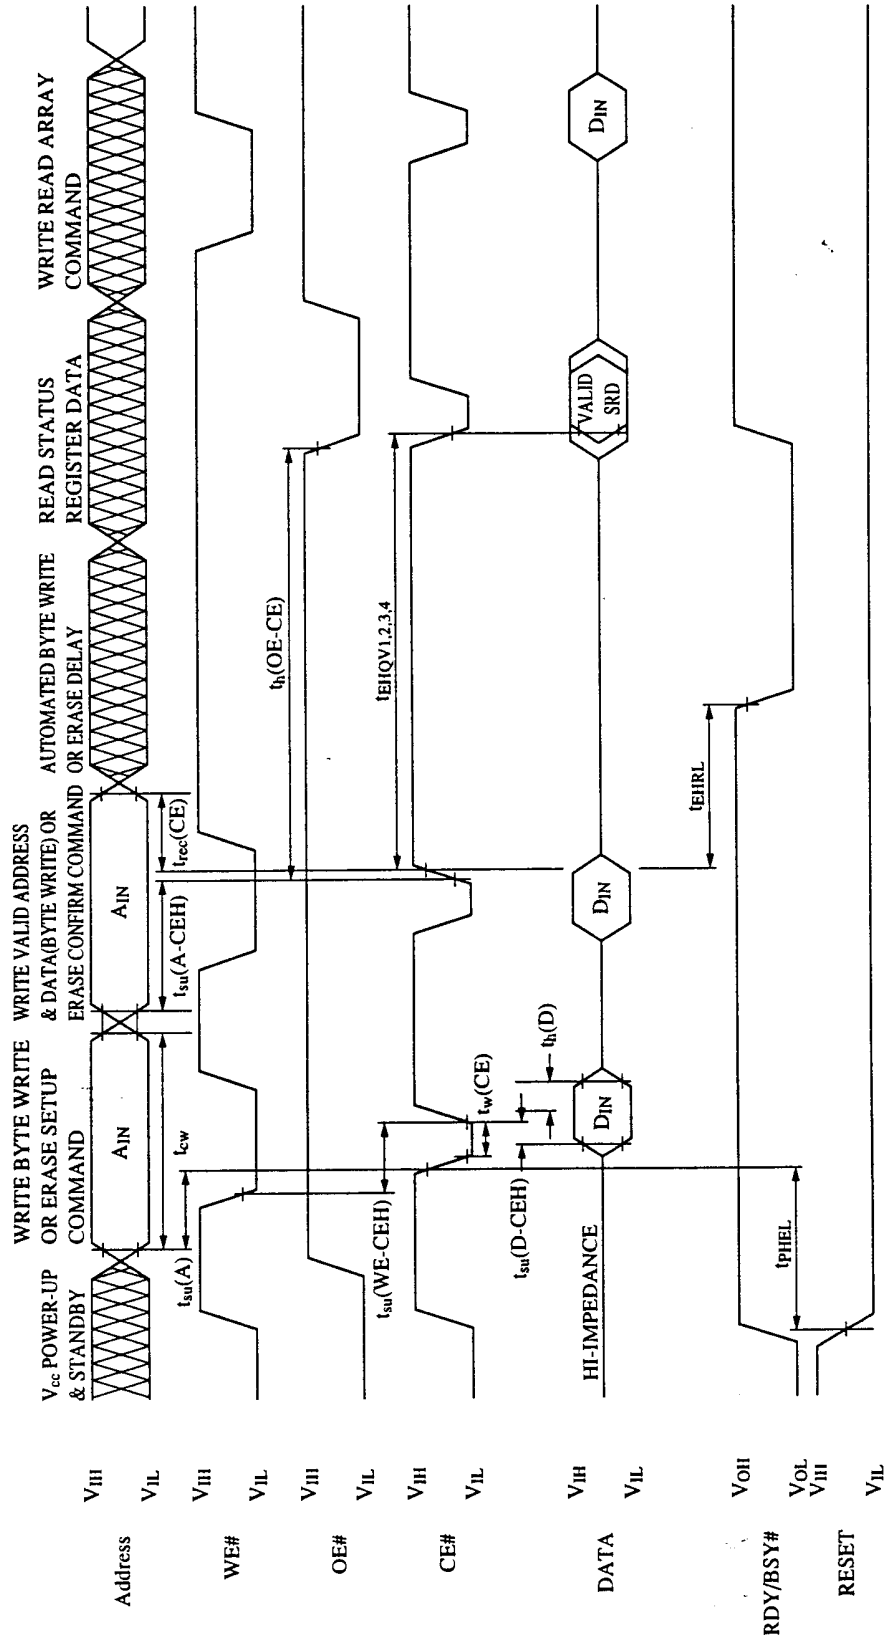 Vcc POWER-UP
& STANDBY
WRITE BYTE WRITE
OR ERASE SETUP
COMMAND
WRITE VALID ADDRESS
& DATA(BYTE WRITE) OR
ERASE CONFIRM COMMAND
AUTOMATED BYTE WRITE
OR ERASE DELAY
READ STATUS
REGISTER DATA
WRITE READ ARRAY
COMMAND
Address
VIH
VIL
AIN
AIN
tsu(A)
tcw
tsu(A-CEH)
trec(CE)
WE#
VIH
VIL
OE#
VIH
VIL
tsu(WE-CEH)
th(OE-CE)
CE#
VIH
VIL
tw(CE)
tEHQV1,2,3,4
tsu(D-CEH)
th(D)
DATA
VIH
VIL
HI-IMPEDANCE
DIN
DIN
VALID
SRD
DIN
tPHEL
tEHRL
RDY/BSY#
VOH
VOL
RESET
VIH
VIL